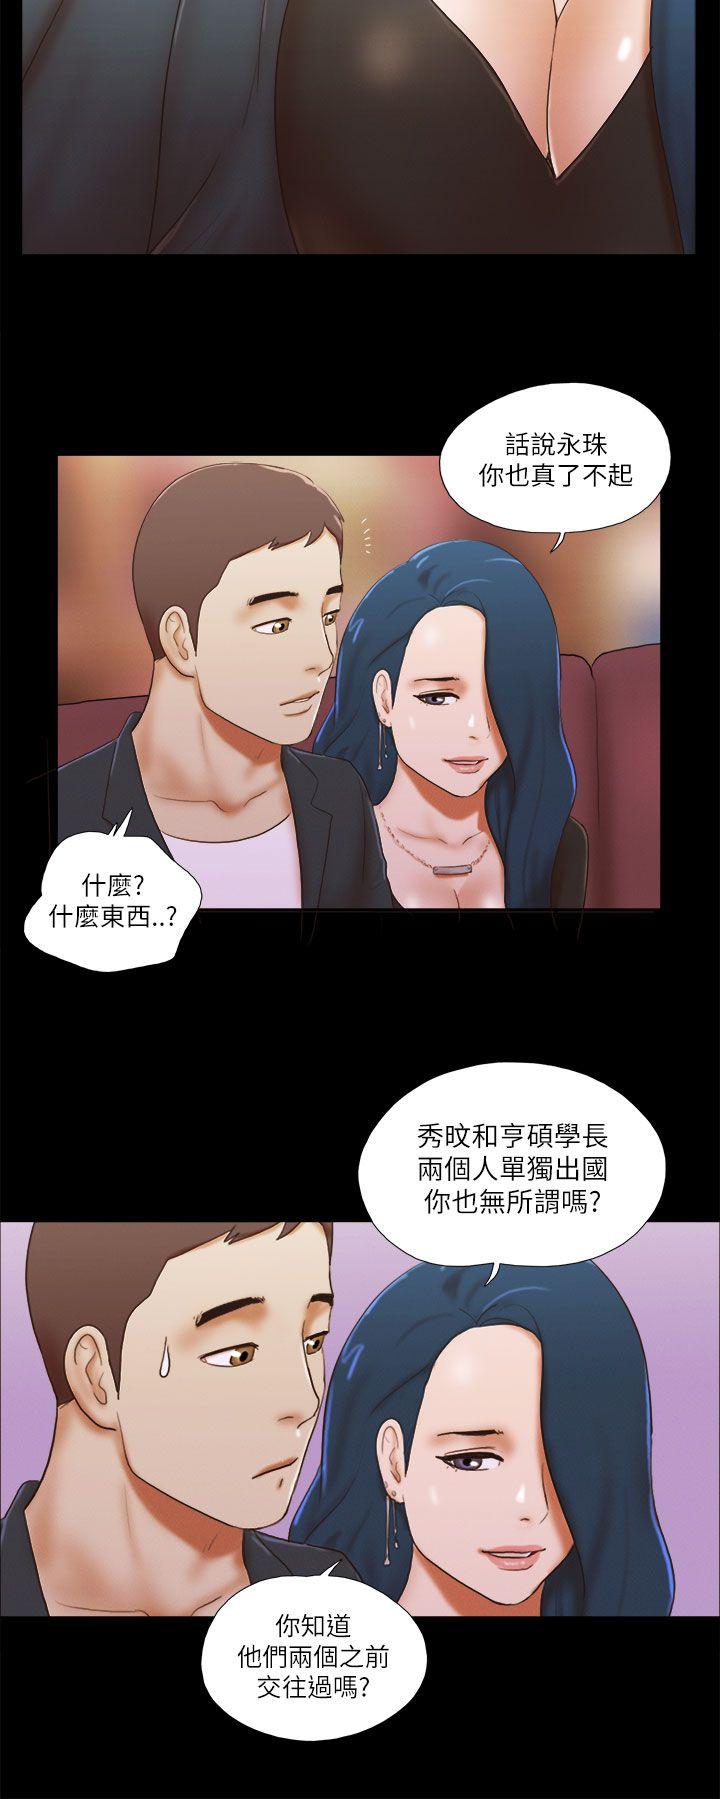 話說永珠
你也真了不起
什麼?
什麼東西..?
秀旼和亨碩學長
兩個人單獨出國
你也無所謂嗎?
你知道
他們兩個之前
交往過嗎?